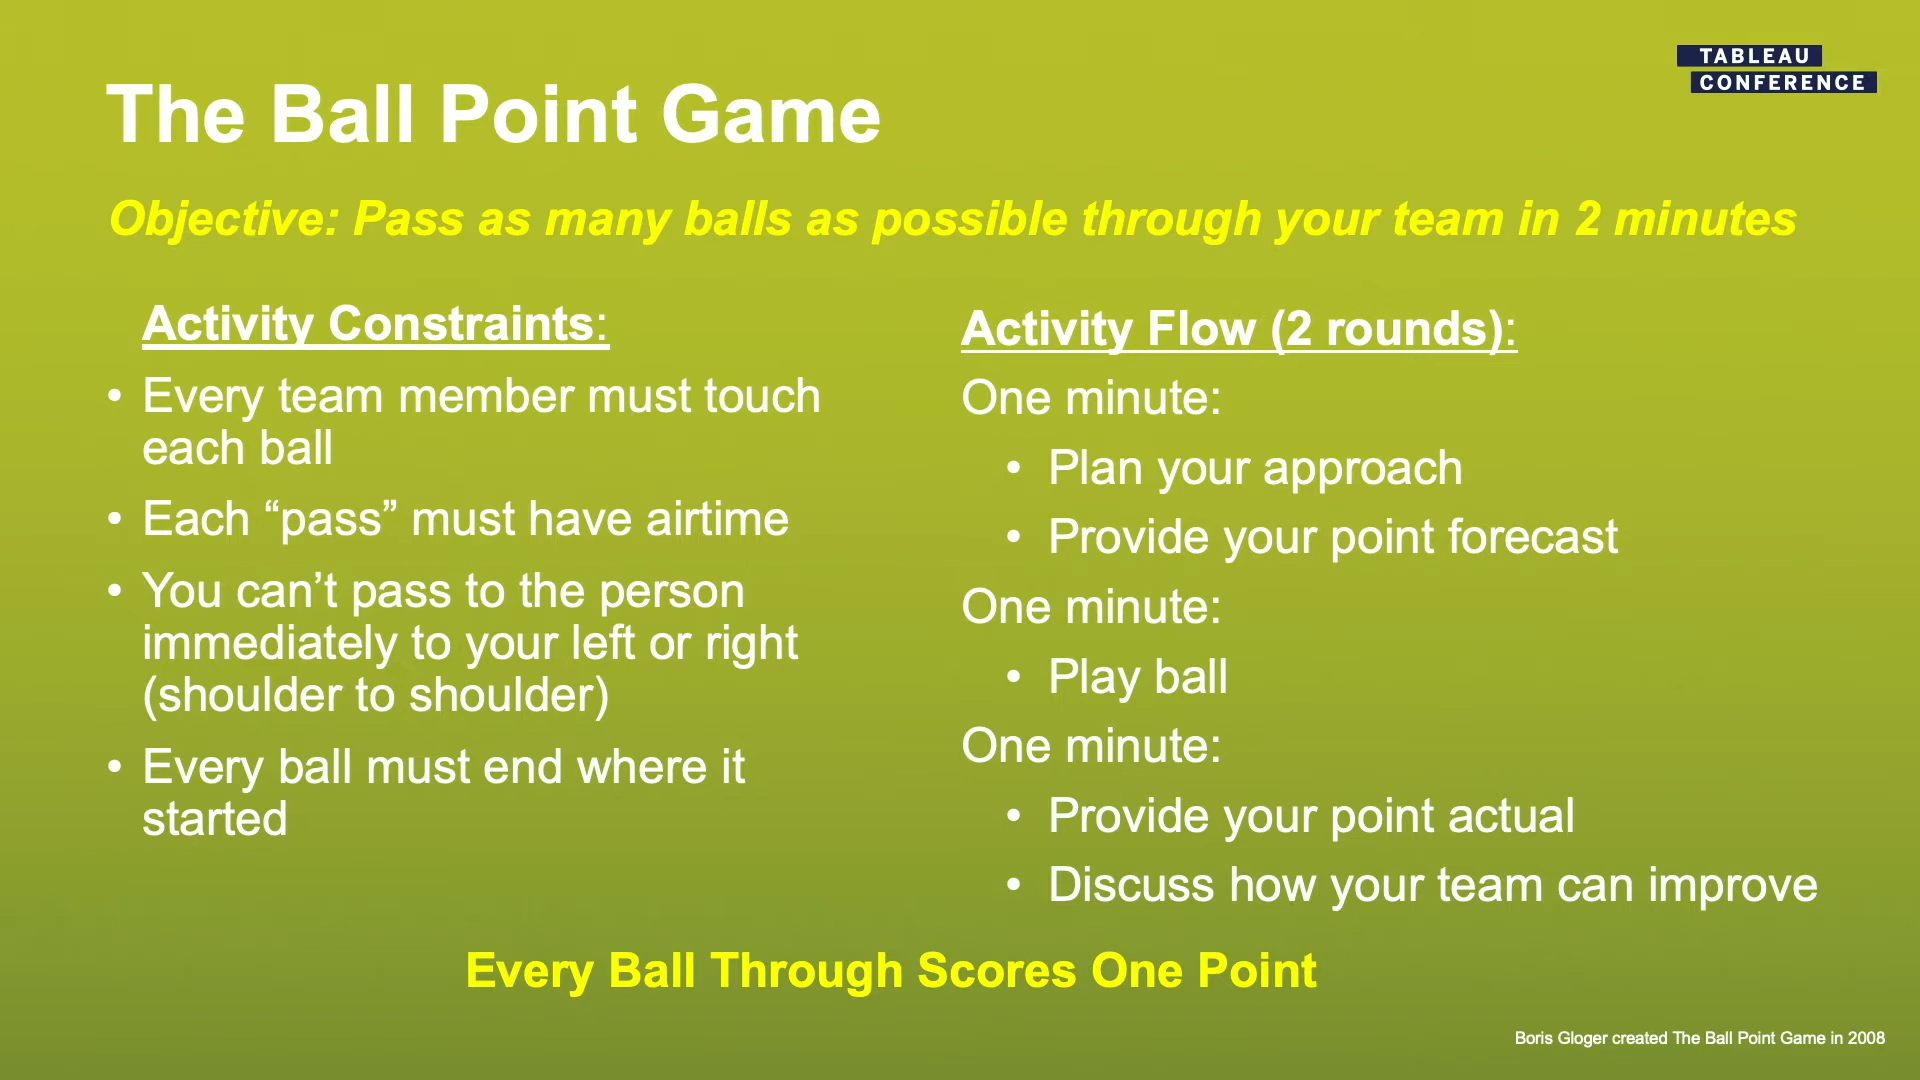 TABLEAU
CONFERENCE
The Ball Point Game
Objective: Pass as many balls as possible through your team in 2 minutes
Activity Constraints:
• Every team member must touch
each ball
• Each “pass” must have airtime
• You can’t pass to the person
immediately to your left or right
(shoulder to shoulder)
• Every ball must end where it
started
Activity Flow (2 rounds):
One minute:
• Plan your approach
• Provide your point forecast
One minute:
• Play ball
One minute:
• Provide your point actual
• Discuss how your team can improve
Every Ball Through Scores One Point
Boris Gloger created The Ball Point Game in 2008